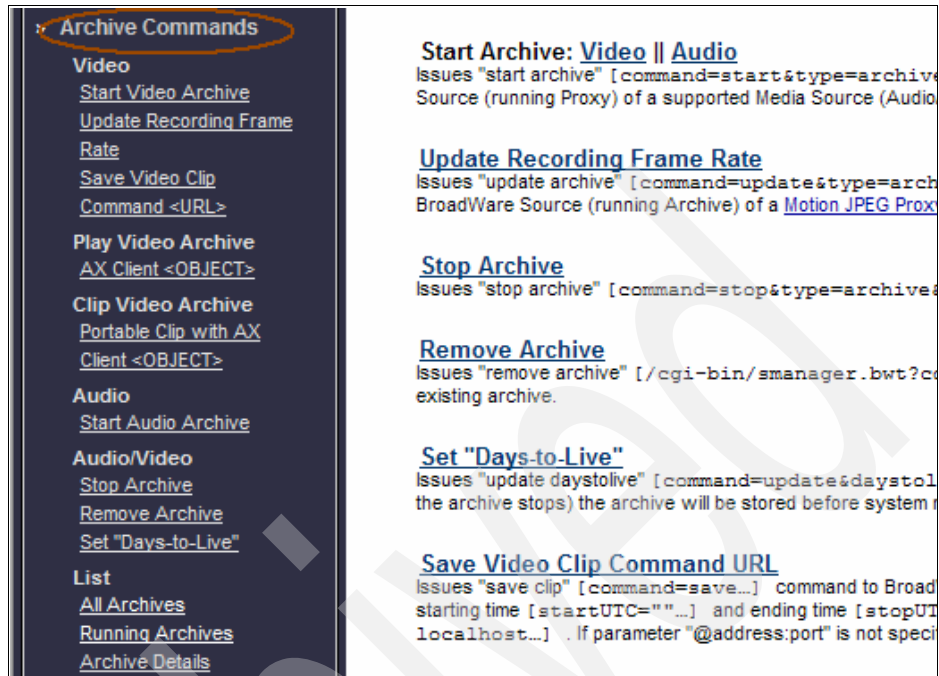 » Archive Commands
Video
Start Video Archive
Update Recording Frame
Rate
Save Video Clip
Command <URL>
Play Video Archive
AX Client <OBJECT>
Clip Video Archive
Portable Clip with AX
Client <OBJECT>
Audio
Start Audio Archive
Audio/Video
Stop Archive
Remove Archive
Set "Days-to-Live"
List
All Archives
Running Archives
Archive Details
Start Archive: Video || Audio
Issues "start archive" [command=start&type=archive
Source (running Proxy) of a supported Media Source (Audio
Update Recording Frame Rate
Issues "update archive" [command=update&type=arch
BroadWare Source (running Archive) of a Motion JPEG Proxy
Stop Archive
Issues "stop archive" [command=stop&type=archive&
Remove Archive
Issues "remove archive" [/cgi-bin/smanager.bwt?co
existing archive.
Set "Days-to-Live"
Issues "update daystolive" [command=update&daystol
the archive stops) the archive will be stored before system
Save Video Clip Command URL
Issues "save clip" [command=save…] command to Broad
starting time [startUTC=""…] and ending time [stopUT
localhost…] . If parameter "@address:port" is not speci